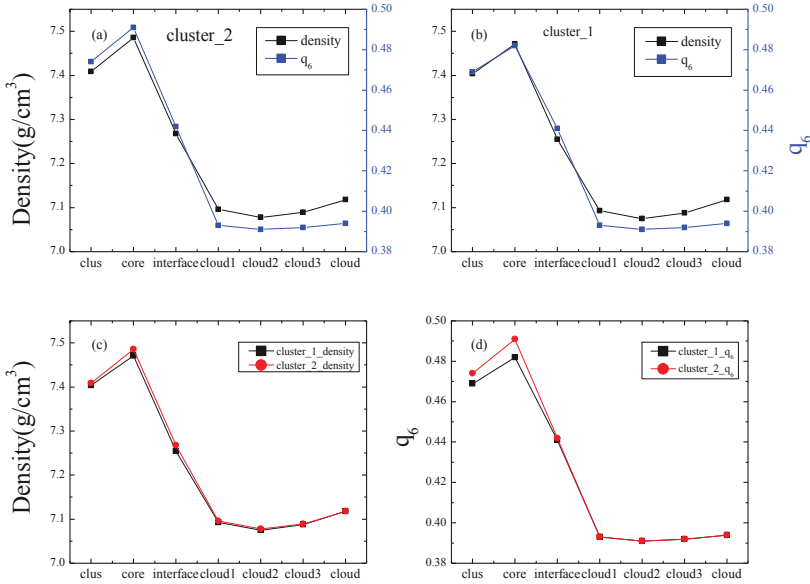 (a)
cluster_2
density
q6
Density(g/cm3)
7.5
7.4
7.3
7.2
7.1
7.0
0.50
0.48
0.46
0.44
0.42
0.40
0.38
clus core interface cloud1 cloud2 cloud3 cloud
(b)
cluster_1
density
q6
7.5
7.4
7.3
7.2
7.1
7.0
0.50
0.48
0.46
0.44
0.42
0.40
0.38
q6
clus core interface cloud1 cloud2 cloud3 cloud
(c)
cluster_1_density
cluster_2_density
Density(g/cm3)
7.5
7.4
7.3
7.2
7.1
7.0
clus core interface cloud1 cloud2 cloud3 cloud
(d)
cluster_1_q6
cluster_2_q6
q6
0.50
0.48
0.46
0.44
0.42
0.40
0.38
clus core interface cloud1 cloud2 cloud3 cloud